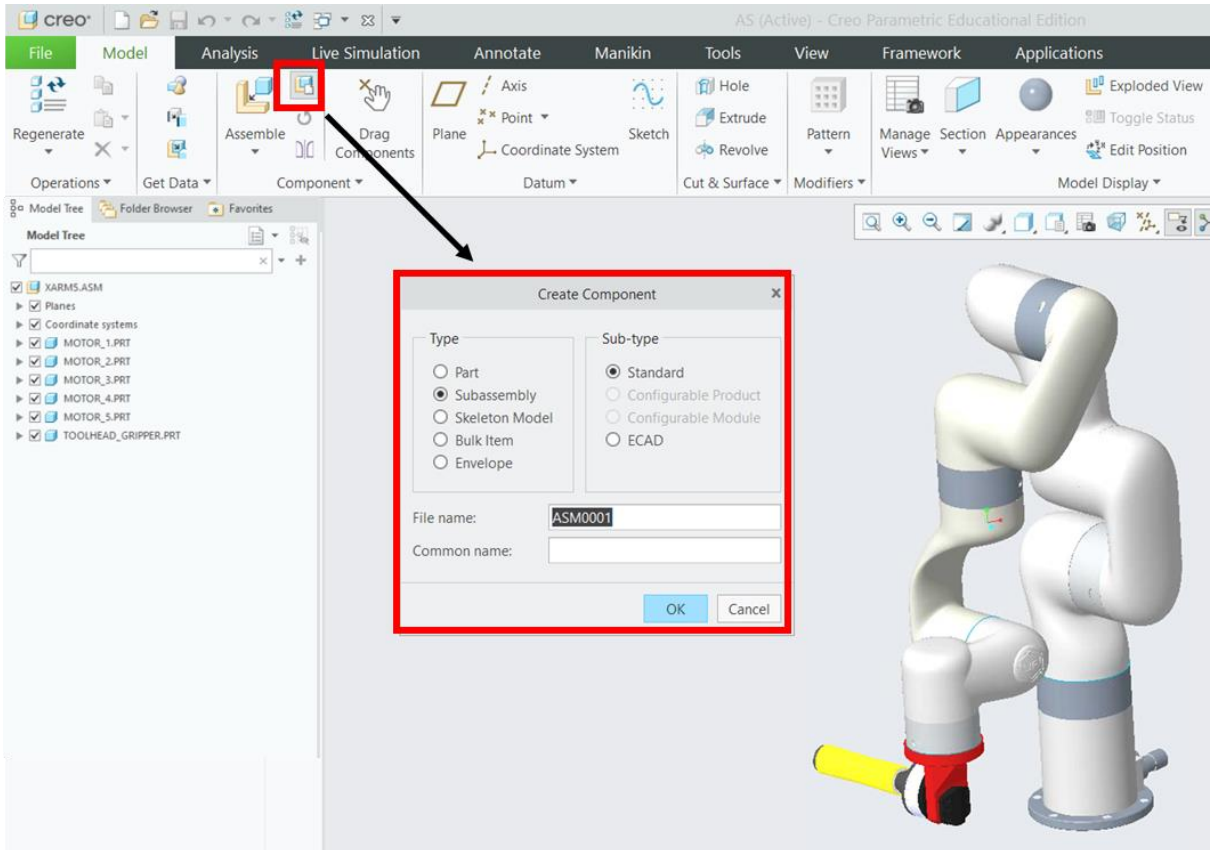 creo
AS (Active) - Creo Parametric Educational Edition
File Model Analysis Live Simulation Annotate Manikin Tools View Framework Applications
Regenerate
Operations
Get Data
Assemble
Drag Components
Component
Plane
Axis
Point
Coordinate System
Sketch
Datum
Hole
Extrude
Revolve
Cut & Surface
Pattern
Modifiers
Manage Views
Section
Appearances
Exploded View
Toggle Status
Edit Position
Model Display
Model Tree Folder Browser Favorites
Model Tree
XARM5.ASM
Planes
Coordinate systems
MOTOR_1.PRT
MOTOR_2.PRT
MOTOR_3.PRT
MOTOR_4.PRT
MOTOR_5.PRT
TOOLHEAD_GRIPPER.PRT
Create Component
Type
Part
Subassembly
Skeleton Model
Bulk Item
Envelope
Sub-type
Standard
Configurable Product
Configurable Module
ECAD
File name: ASM0001
Common name:
OK Cancel